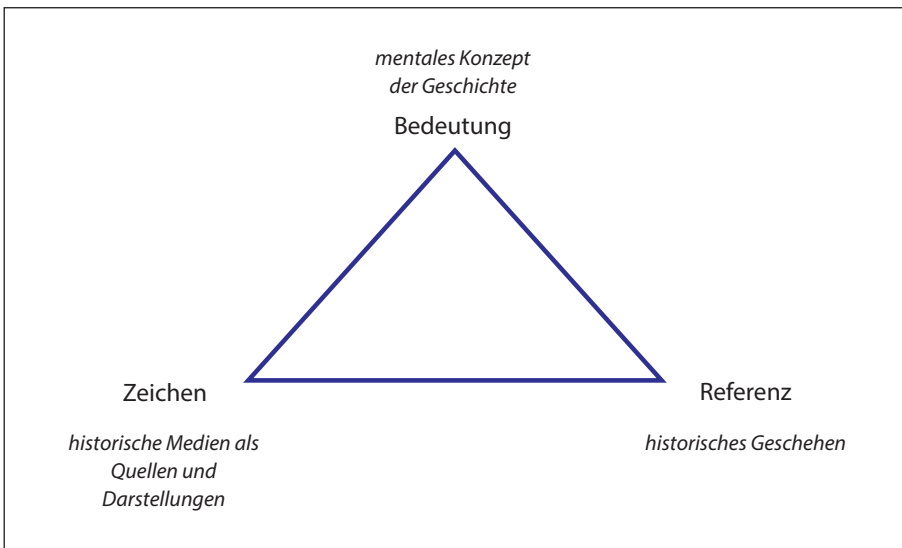 mentales Konzept
der Geschichte
Bedeutung
Zeichen
historische Medien als
Quellen und
Darstellungen
Referenz
historisches Geschehen